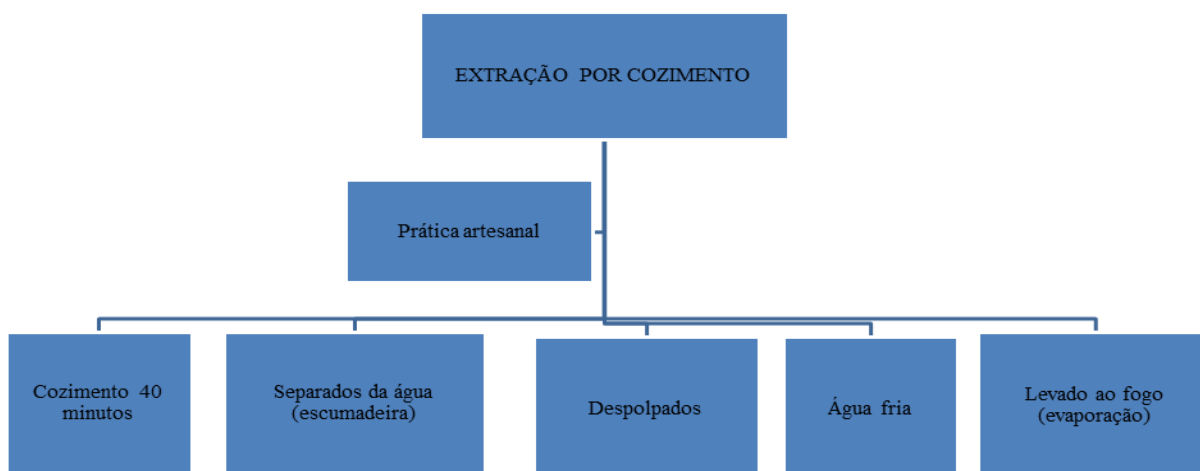 EXTRAÇÃO POR COZIMENTO
Prática artesanal
Cozimento 40
minutos
Separados da água
(escumadeira)
Despolpados
Água fria
Levado ao fogo
(evaporação)